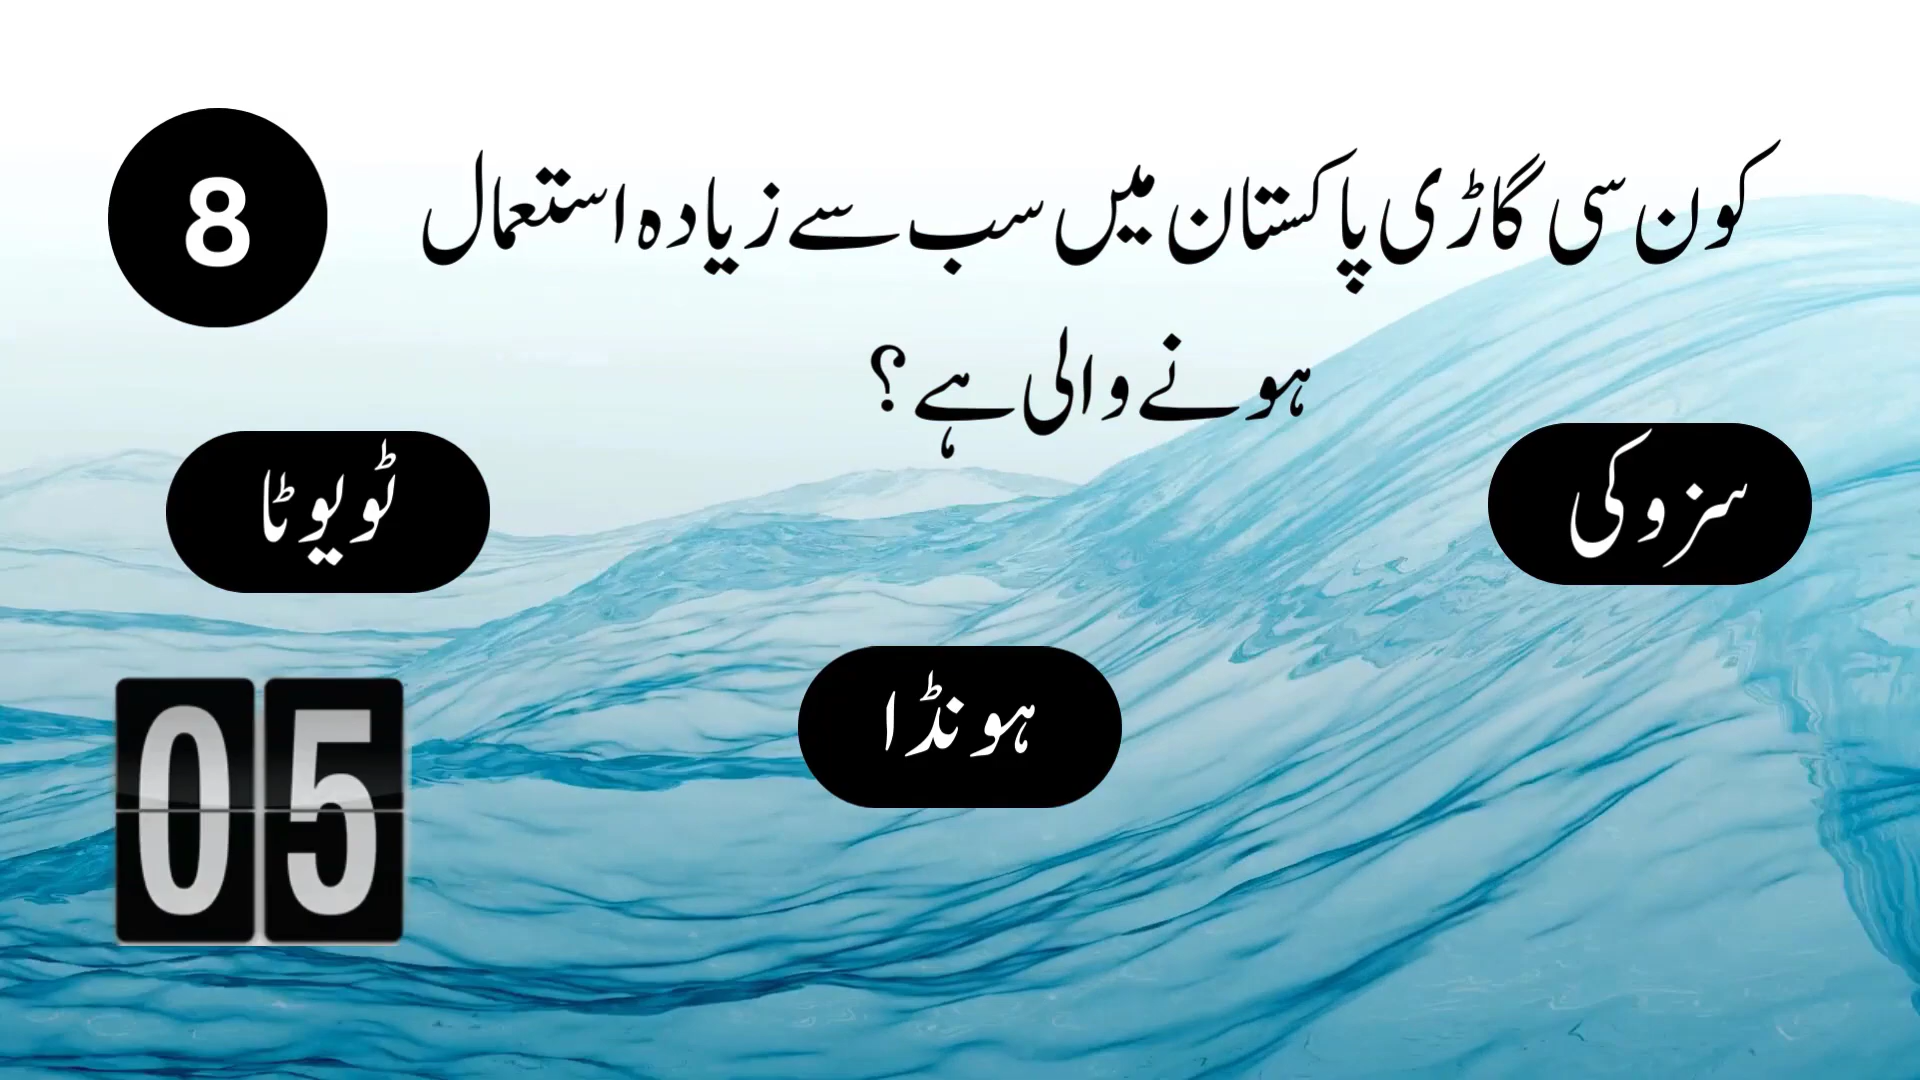 8
کون سی گاڑی پاکستان میں سب سے زیادہ استعمال
ہونے والی ہے؟
سزوکی
ٹویوٹا
ہونڈا
05